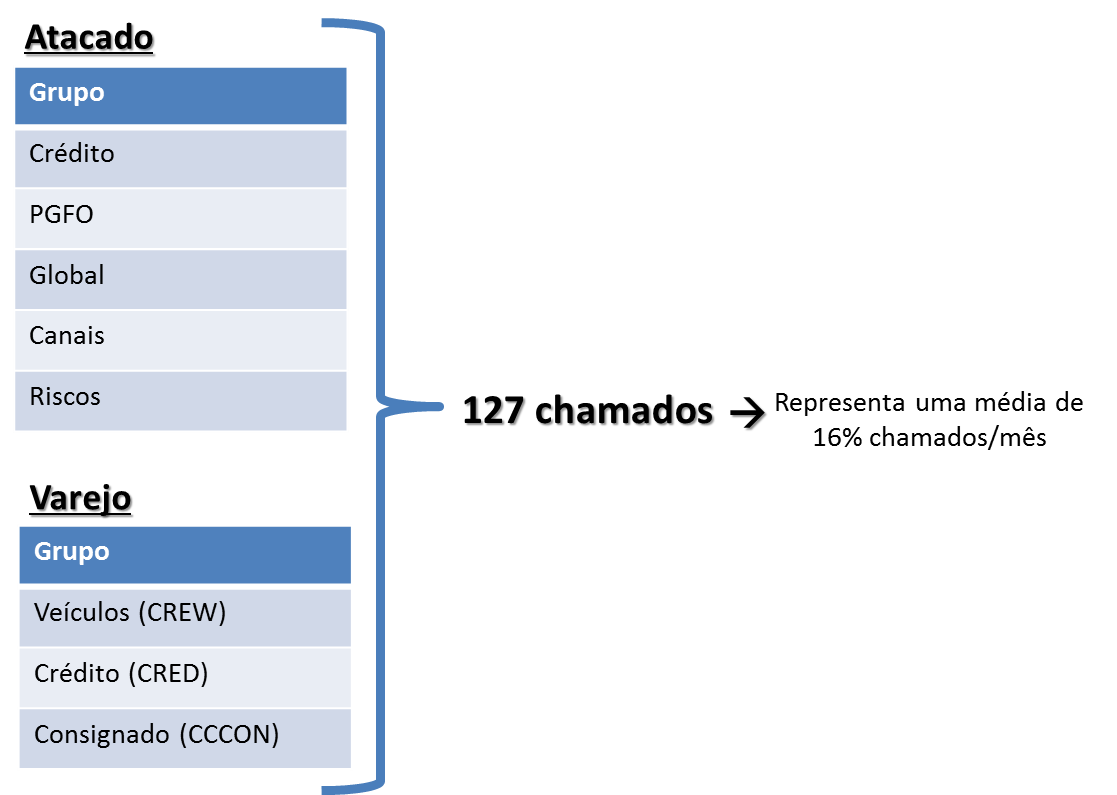 Atacado
Grupo
Crédito
PGFO
Global
Canais
Riscos
Varejo
Grupo
Veículos (CREW)
Crédito (CRED)
Consignado (CCCON)
127 chamados → Representa uma média de
16% chamados/mês